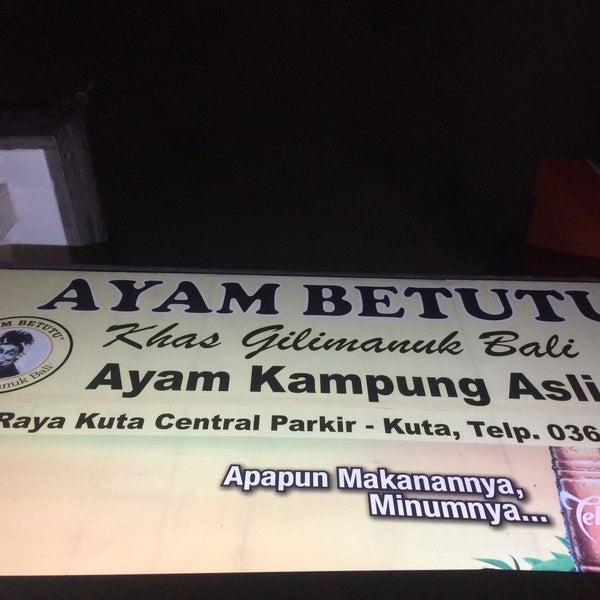 AYAM BETUTU
Khas Gilimanuk Bali
Ayam Kampung Asli
Raya Kuta Central Parkir - Kuta, Telp. 036
Apapun Makanannya,
Minumnya...